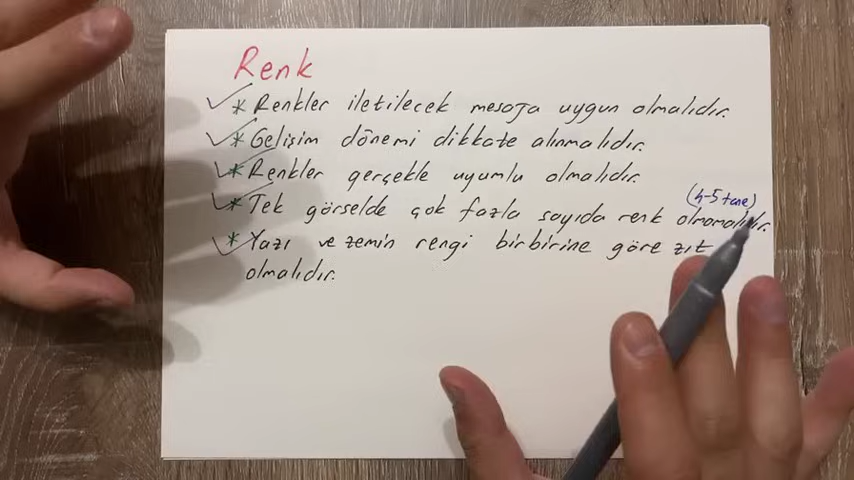 Renk
* Renkler iletilecek mesaja uygun olmalıdır.
* Gelişim dönemi dikkate alınmalıdır.
* Renkler gerçekle uyumlu olmalıdır.
(4-5 tane)
* Tek görselde çok fazla sayıda renk olmamalıdır.
* Yazı ve zemin rengi birbirine göre zıt
olmalıdır.